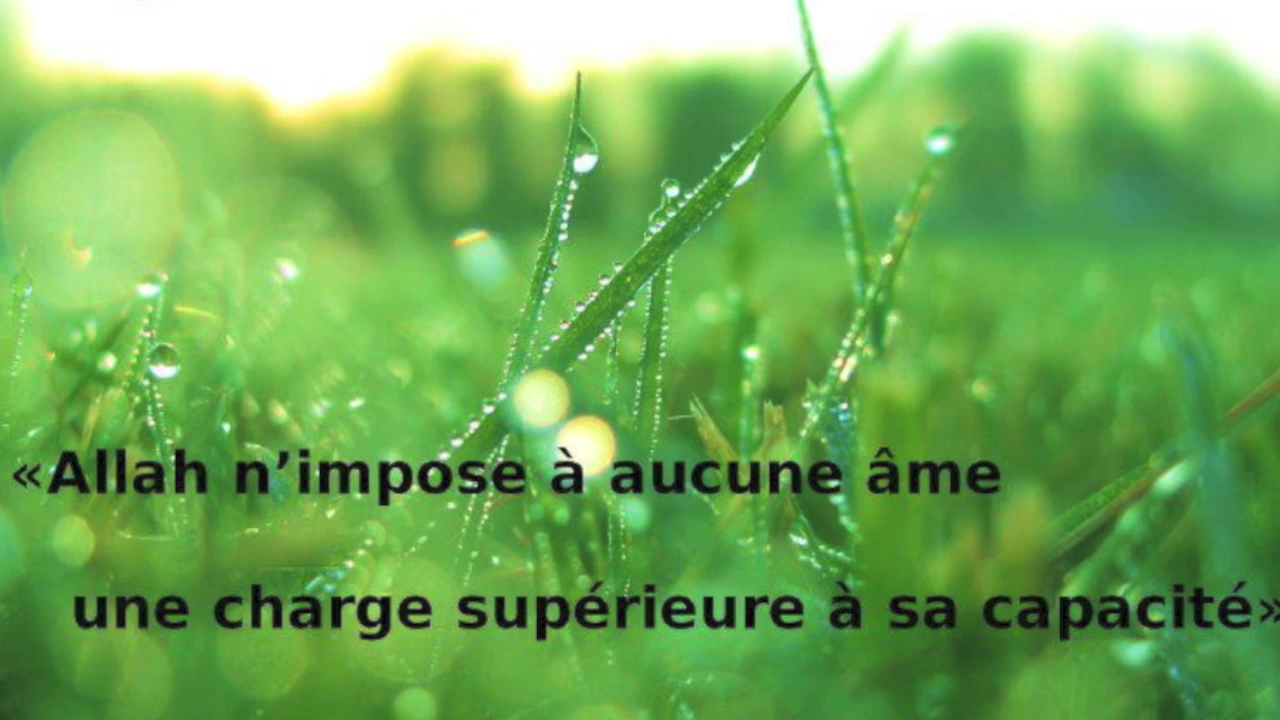 «Allah n’impose à aucune âme
une charge supérieure à sa capacité»